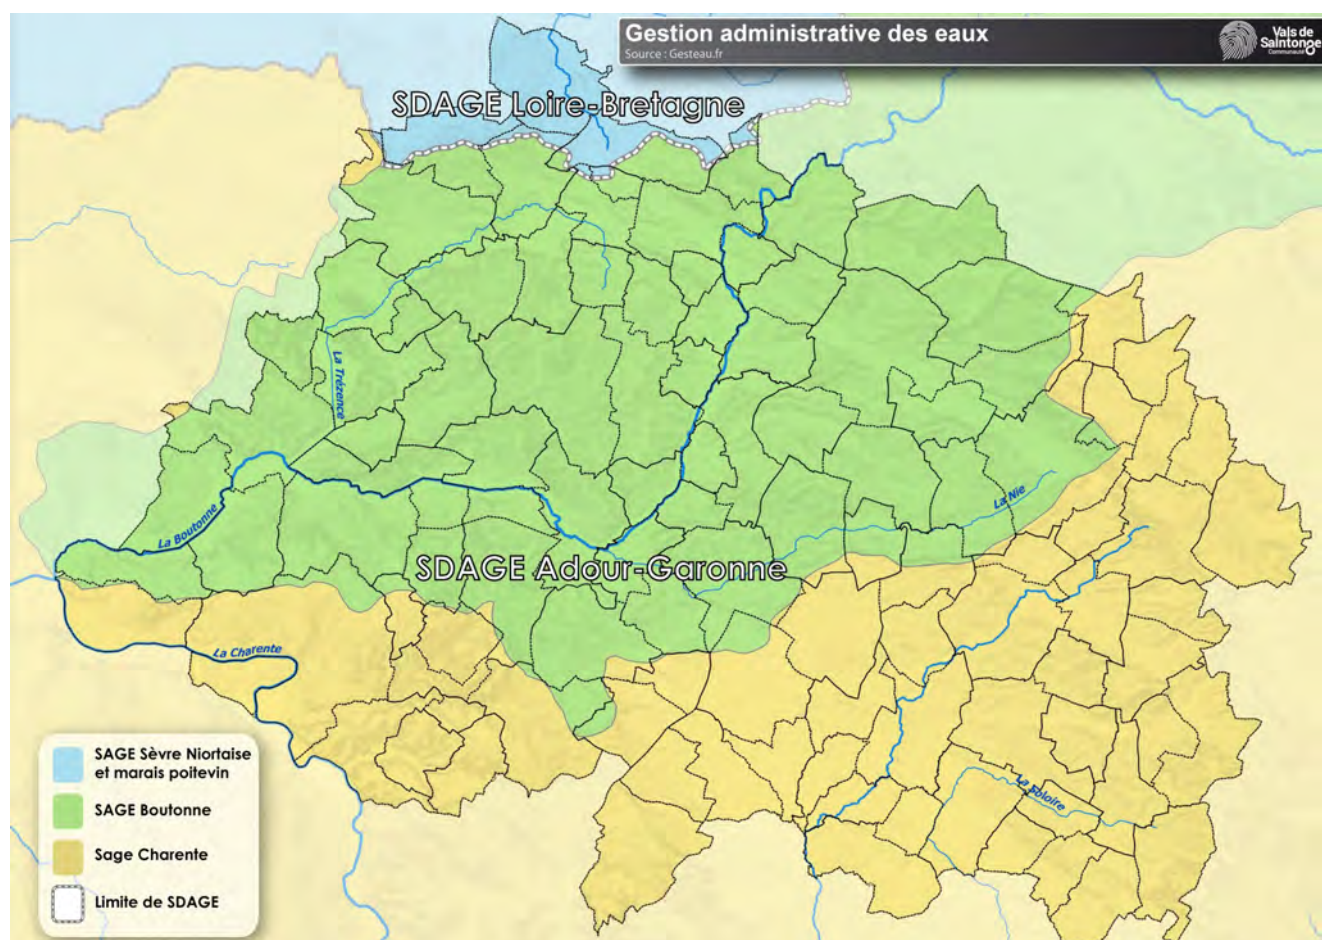 Gestion administrative des eaux
Source : Gesteau.fr
Vals de
Saintonge
Communauté
SDAGE Loire-Bretagne
La Trézence
La Boutonne
La Nie
SDAGE Adour-Garonne
La Charente
La Soloire
SAGE Sèvre Niortaise
et marais poitevin
SAGE Boutonne
Sage Charente
Limite de SDAGE